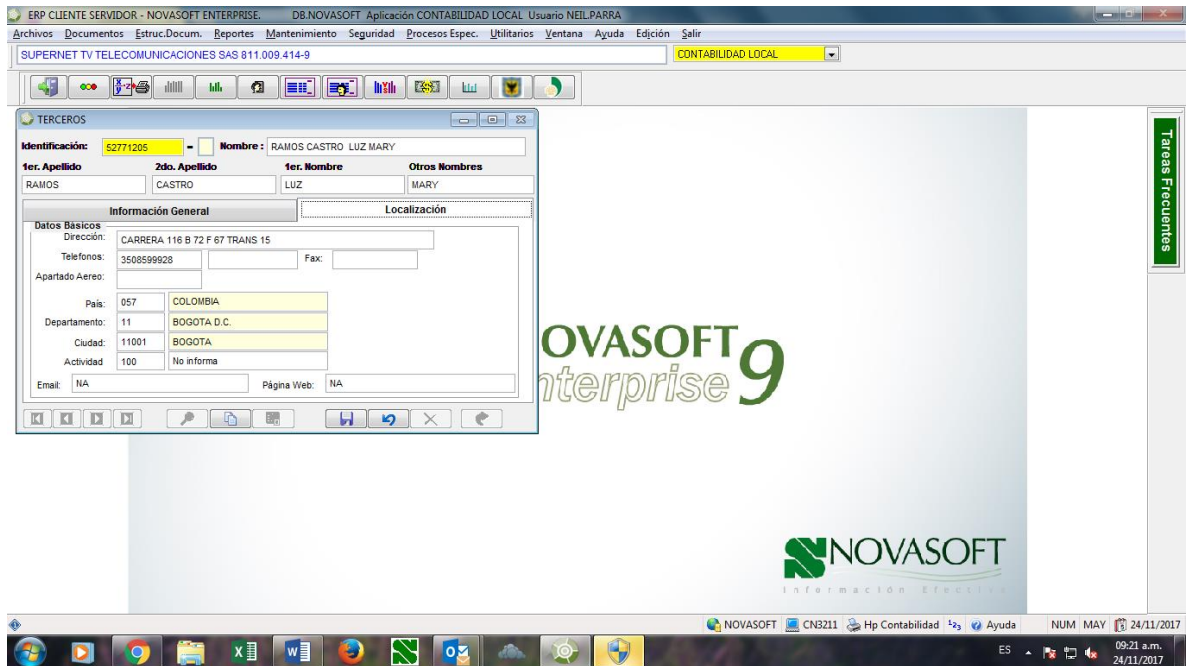 ERP CLIENTE SERVIDOR - NOVASOFT ENTERPRISE. DB.NOVASOFT Aplicación CONTABILIDAD LOCAL Usuario NEIL.PARRA
Archivos Documentos Estruc.Docum. Reportes Mantenimiento Seguridad Procesos Espec. Utilitarios Ventana Ayuda Edjción Salir
SUPERNET TV TELECOMUNICACIONES SAS 811.009.414-9 CONTABILIDAD LOCAL
TERCEROS
Identificación: 52771205 - Nombre : RAMOS CASTRO LUZ MARY
1er. Apellido 2do. Apellido 1er. Nombre Otros Nombres
RAMOS CASTRO LUZ MARY
Información General Localización
Datos Básicos
Dirección: CARRERA 116 B 72 F 67 TRANS 15
Telefonos: 3508599928 Fax:
Apartado Aereo:
País: 057 COLOMBIA
Departamento: 11 BOGOTA D.C.
Ciudad: 11001 BOGOTA
Actividad 100 No informa
Email: NA Página Web: NA
Tareas Frecuentes
OVASOFT
nterprise 9
NOVASOFT
Información Efectiva
NOVASOFT CN3211 Hp Contabilidad 123 Ayuda NUM MAY 24/11/2017
ES 09:21 a.m.
24/11/2017